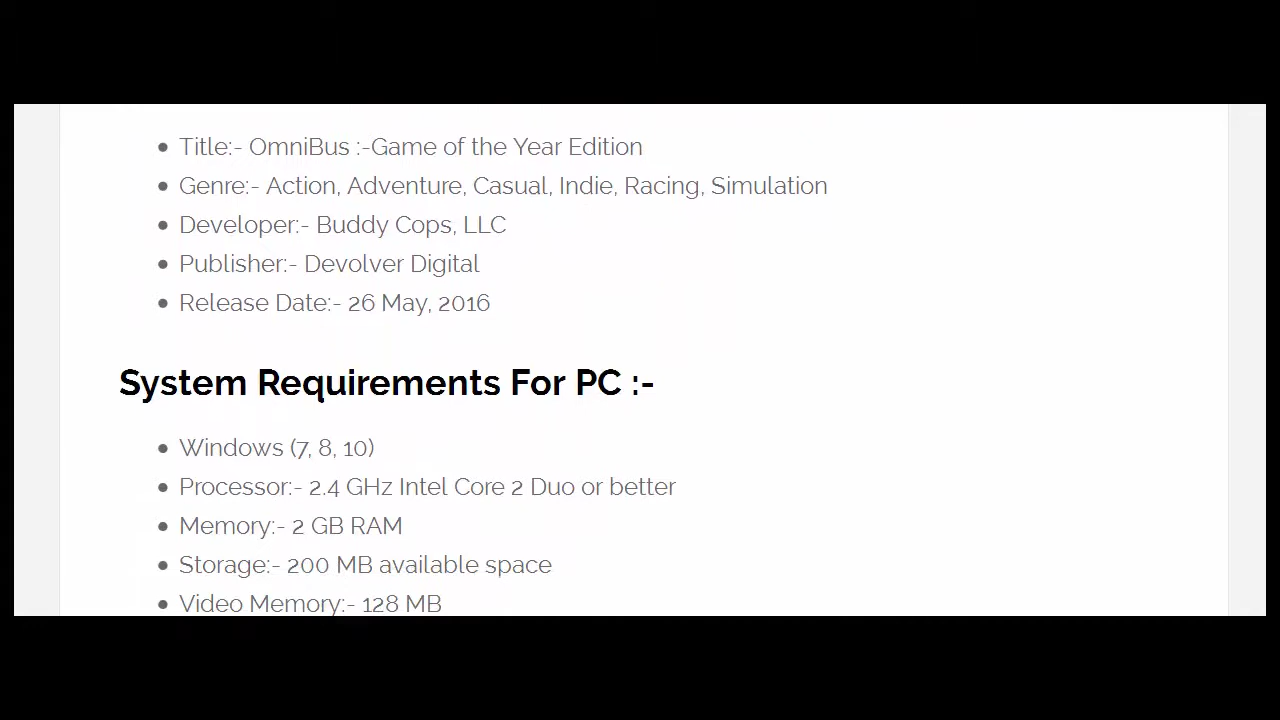 Title:- OmniBus :-Game of the Year Edition
Genre:- Action, Adventure, Casual, Indie, Racing, Simulation
Developer:- Buddy Cops, LLC
Publisher:- Devolver Digital
Release Date:- 26 May, 2016
System Requirements For PC :-
Windows (7, 8, 10)
Processor:- 2.4 GHz Intel Core 2 Duo or better
Memory:- 2 GB RAM
Storage:- 200 MB available space
Video Memory:- 128 MB